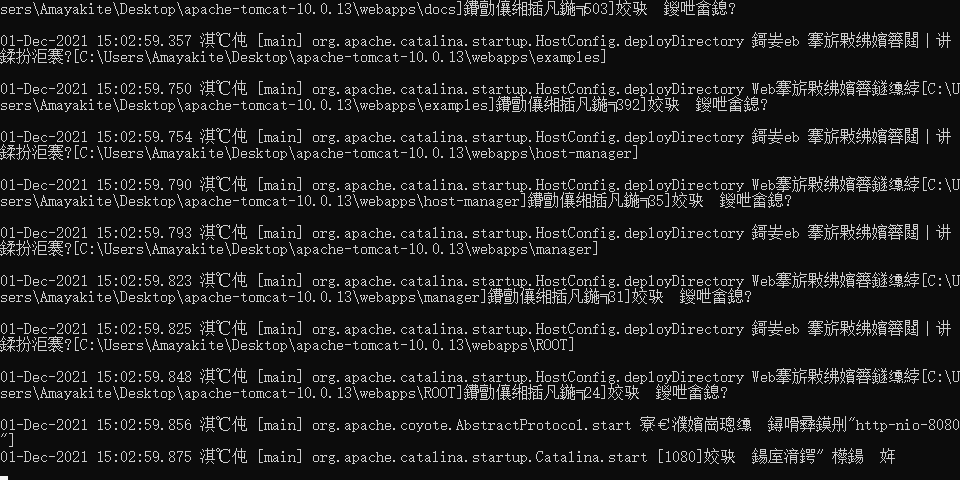 sers\Amayakite\Desktop\apache-tomcat-10.0.13\webapps\docs]鐨勯儴缃插凡鍦╗503]姣  鍐呭畬鎴?
01-Dec-2021 15:02:59.357 淇℃伅 [main] org.apache.catalina.startup.HostConfig.deployDirectory 鎶妛eb 搴旂敤绋嬪簭閮ㄧ讲
鍒扮洰褰?[C:\Users\Amayakite\Desktop\apache-tomcat-10.0.13\webapps\examples]
01-Dec-2021 15:02:59.750 淇℃伅 [main] org.apache.catalina.startup.HostConfig.deployDirectory Web搴旂敤绋嬪簭鐩  綍[C:\U
sers\Amayakite\Desktop\apache-tomcat-10.0.13\webapps\examples]鐨勯儴缃插凡鍦╗392]姣  鍐呭畬鎴?
01-Dec-2021 15:02:59.754 淇℃伅 [main] org.apache.catalina.startup.HostConfig.deployDirectory 鎶妛eb 搴旂敤绋嬪簭閮ㄧ讲
鍒扮洰褰?[C:\Users\Amayakite\Desktop\apache-tomcat-10.0.13\webapps\host-manager]
01-Dec-2021 15:02:59.790 淇℃伅 [main] org.apache.catalina.startup.HostConfig.deployDirectory Web搴旂敤绋嬪簭鐩  綍[C:\U
sers\Amayakite\Desktop\apache-tomcat-10.0.13\webapps\host-manager]鐨勯儴缃插凡鍦╗35]姣  鍐呭畬鎴?
01-Dec-2021 15:02:59.793 淇℃伅 [main] org.apache.catalina.startup.HostConfig.deployDirectory 鎶妛eb 搴旂敤绋嬪簭閮ㄧ讲
鍒扮洰褰?[C:\Users\Amayakite\Desktop\apache-tomcat-10.0.13\webapps\manager]
01-Dec-2021 15:02:59.823 淇℃伅 [main] org.apache.catalina.startup.HostConfig.deployDirectory Web搴旂敤绋嬪簭鐩  綍[C:\U
sers\Amayakite\Desktop\apache-tomcat-10.0.13\webapps\manager]鐨勯儴缃插凡鍦╗31]姣  鍐呭畬鎴?
01-Dec-2021 15:02:59.825 淇℃伅 [main] org.apache.catalina.startup.HostConfig.deployDirectory 鎶妛eb 搴旂敤绋嬪簭閮ㄧ讲
鍒扮洰褰?[C:\Users\Amayakite\Desktop\apache-tomcat-10.0.13\webapps\ROOT]
01-Dec-2021 15:02:59.848 淇℃伅 [main] org.apache.catalina.startup.HostConfig.deployDirectory Web搴旂敤绋嬪簭鐩  綍[C:\U
sers\Amayakite\Desktop\apache-tomcat-10.0.13\webapps\ROOT]鐨勯儴缃插凡鍦╗24]姣  鍐呭畬鎴?
01-Dec-2021 15:02:59.856 淇℃伅 [main] org.apache.coyote.AbstractProtocol.start 寮€濮嬪崗璁  鐞嗗彞鏌刐"http-nio-8080
"]
01-Dec-2021 15:02:59.875 淇℃伅 [main] org.apache.catalina.startup.Catalina.start [1080]姣  鍚庢湇鍔″櫒鍚  姩